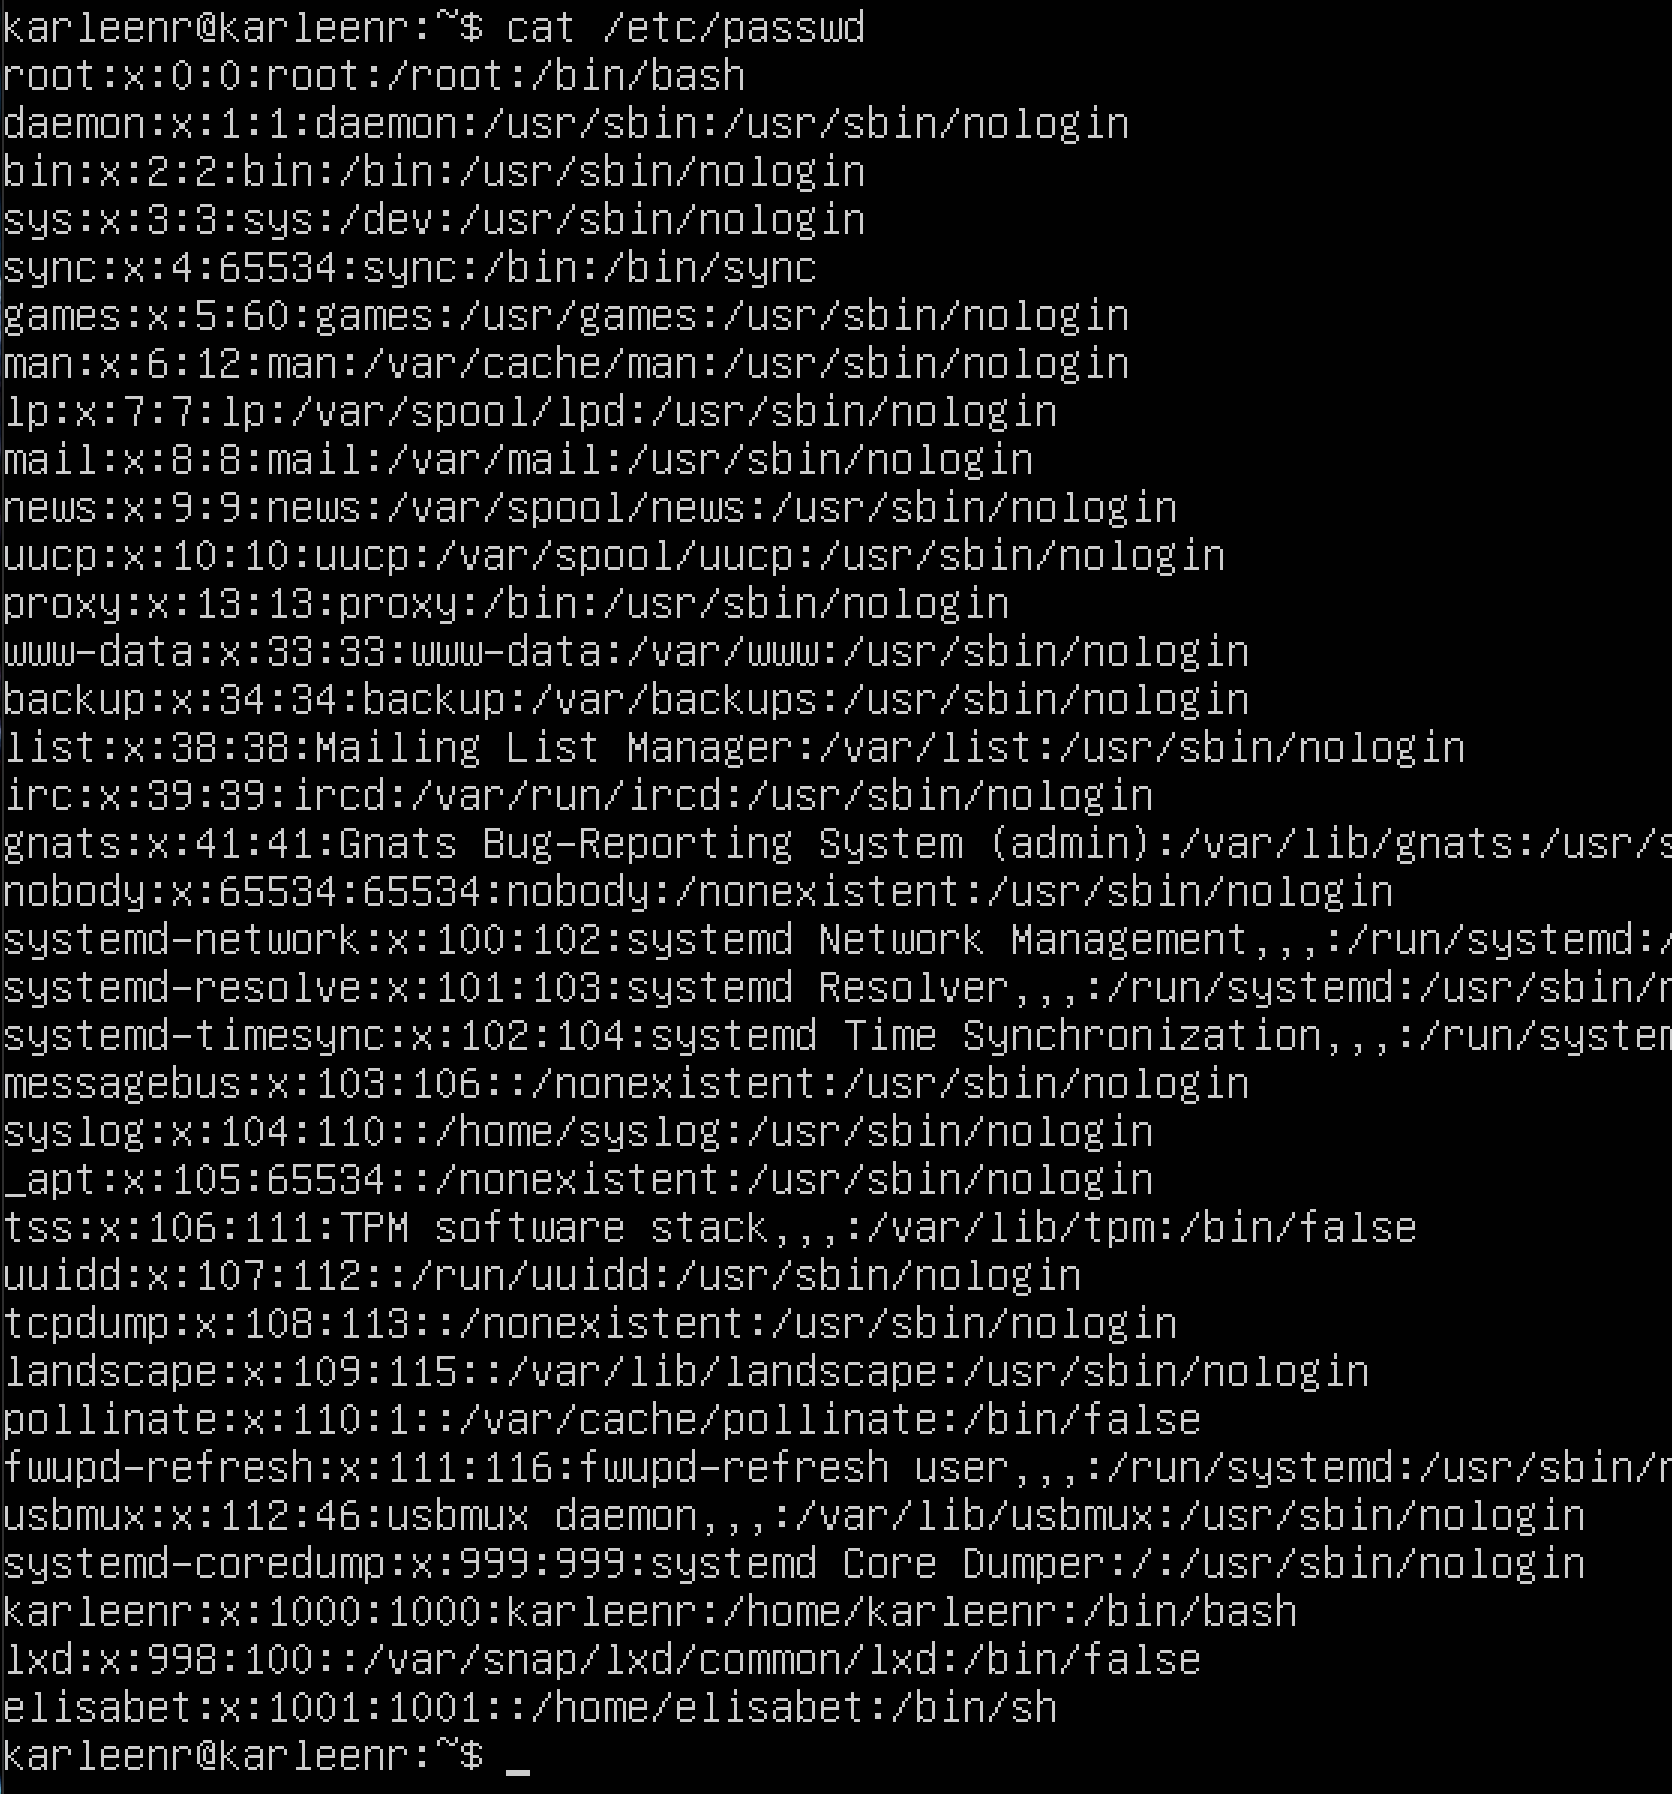 karleenr@karleenr:~$ cat /etc/passwd
root:x:0:0:root:/root:/bin/bash
daemon:x:1:1:daemon:/usr/sbin:/usr/sbin/nologin
bin:x:2:2:bin:/bin:/usr/sbin/nologin
sys:x:3:3:sys:/dev:/usr/sbin/nologin
sync:x:4:65534:sync:/bin:/bin/sync
games:x:5:60:games:/usr/games:/usr/sbin/nologin
man:x:6:12:man:/var/cache/man:/usr/sbin/nologin
lp:x:7:7:lp:/var/spool/lpd:/usr/sbin/nologin
mail:x:8:8:mail:/var/mail:/usr/sbin/nologin
news:x:9:9:news:/var/spool/news:/usr/sbin/nologin
uucp:x:10:10:uucp:/var/spool/uucp:/usr/sbin/nologin
proxy:x:13:13:proxy:/bin:/usr/sbin/nologin
www-data:x:33:33:www-data:/var/www:/usr/sbin/nologin
backup:x:34:34:backup:/var/backups:/usr/sbin/nologin
list:x:38:38:Mailing List Manager:/var/list:/usr/sbin/nologin
irc:x:39:39:ircd:/var/run/ircd:/usr/sbin/nologin
gnats:x:41:41:Gnats Bug-Reporting System (admin):/var/lib/gnats:/usr/s
nobody:x:65534:65534:nobody:/nonexistent:/usr/sbin/nologin
systemd-network:x:100:102:systemd Network Management,,,:/run/systemd:/
systemd-resolve:x:101:103:systemd Resolver,,,:/run/systemd:/usr/sbin/n
systemd-timesync:x:102:104:systemd Time Synchronization,,,:/run/system
messagebus:x:103:106::/nonexistent:/usr/sbin/nologin
syslog:x:104:110::/home/syslog:/usr/sbin/nologin
_apt:x:105:65534::/nonexistent:/usr/sbin/nologin
tss:x:106:111:TPM software stack,,,:/var/lib/tpm:/bin/false
uuidd:x:107:112::/run/uuidd:/usr/sbin/nologin
tcpdump:x:108:113::/nonexistent:/usr/sbin/nologin
landscape:x:109:115::/var/lib/landscape:/usr/sbin/nologin
pollinate:x:110:1::/var/cache/pollinate:/bin/false
fwupd-refresh:x:111:116:fwupd-refresh user,,,:/run/systemd:/usr/sbin/n
usbmux:x:112:46:usbmux daemon,,,:/var/lib/usbmux:/usr/sbin/nologin
systemd-coredump:x:999:999:systemd Core Dumper:/:/usr/sbin/nologin
karleenr:x:1000:1000:karleenr:/home/karleenr:/bin/bash
lxd:x:998:100::/var/snap/lxd/common/lxd:/bin/false
elisabet:x:1001:1001::/home/elisabet:/bin/sh
karleenr@karleenr:~$ _